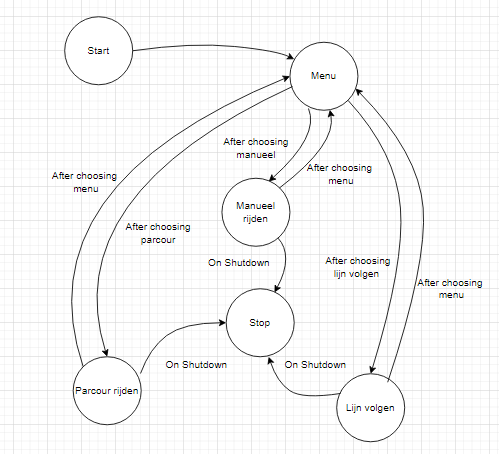 Start
Menu
After choosing
manueel
After choosing
menu
After choosing
menu
Manueel
rijden
After choosing
parcour
On Shutdown
After choosing
lijn volgen
After choosing
menu
Stop
On Shutdown
On Shutdown
Parcour rijden
Lijn volgen